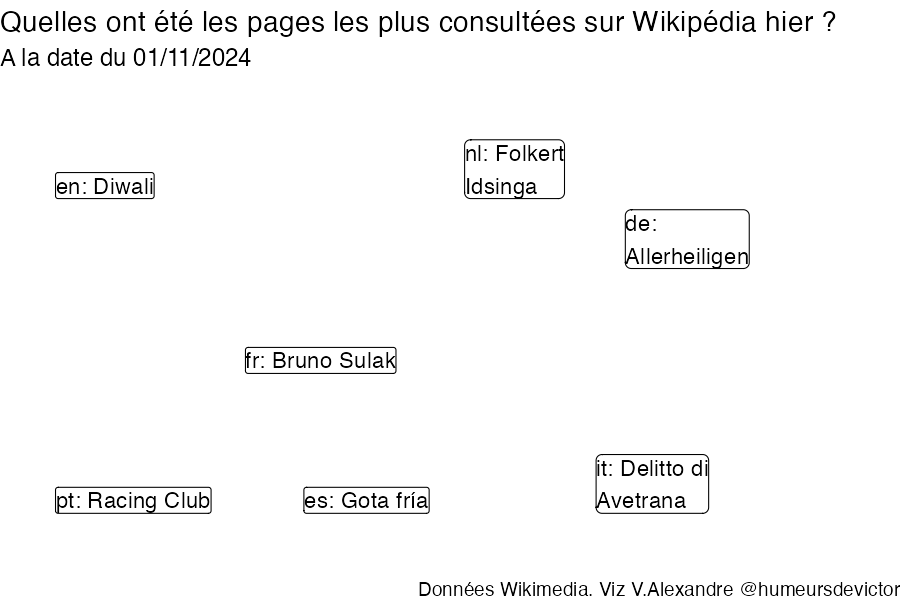 Quelles ont été les pages les plus consultées sur Wikipédia hier ?
A la date du 01/11/2024
nl: Folkert
Idsinga
en: Diwali
de:
Allerheiligen
fr: Bruno Sulak
it: Delitto di
Avetrana
pt: Racing Club
es: Gota fría
Données Wikimedia. Viz V.Alexandre @humeursdevictor